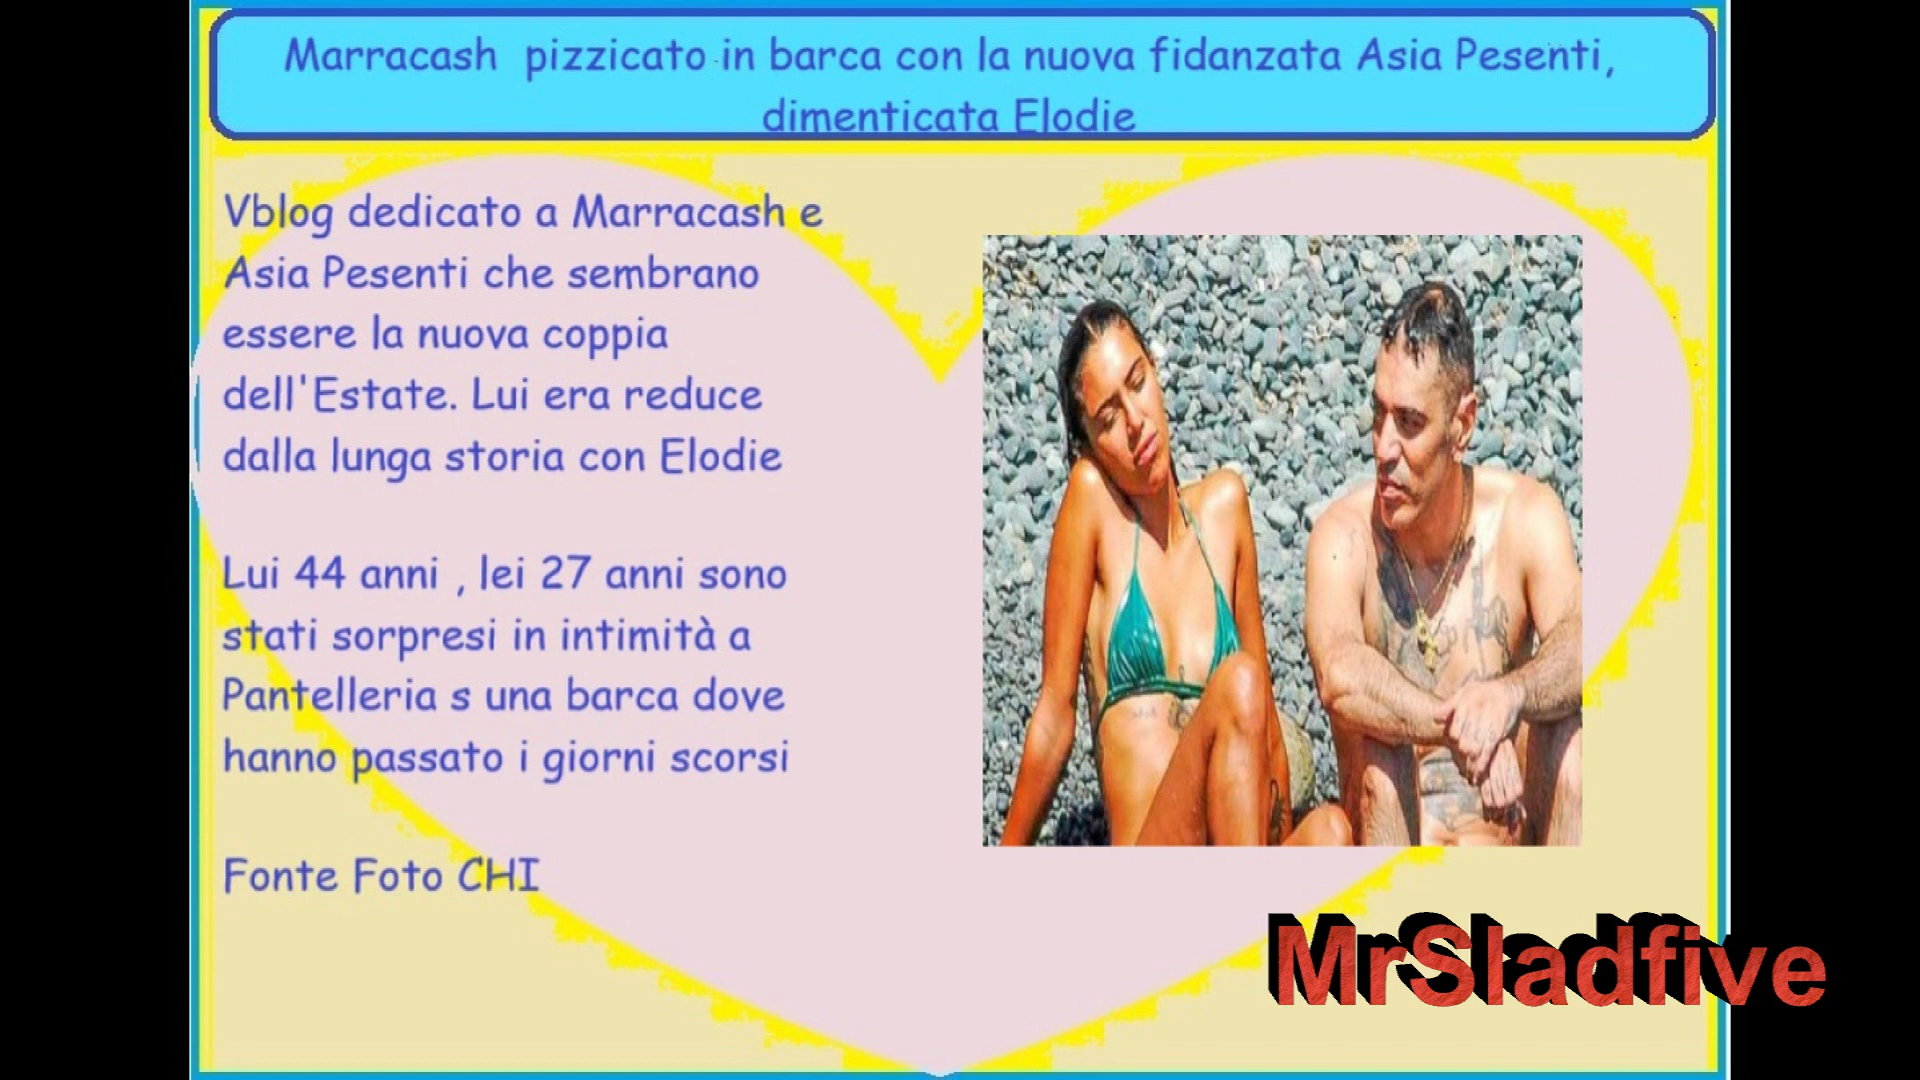 Marracash pizzicato in barca con la nuova fidanzata Asia Pesenti,
dimenticata Elodie
Vblog dedicato a Marracash e
Asia Pesenti che sembrano
essere la nuova coppia
dell'Estate. Lui era reduce
dalla lunga storia con Elodie
Lui 44 anni , lei 27 anni sono
stati sorpresi in intimità a
Pantelleria s una barca dove
hanno passato i giorni scorsi
Fonte Foto CHI
MrSladfive